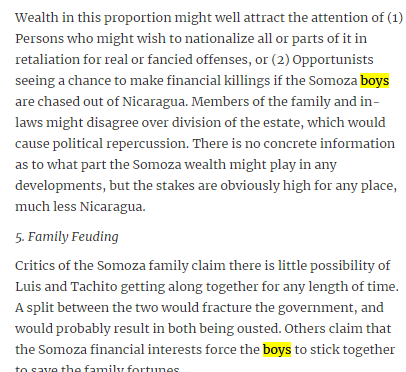 Wealth in this proportion might well attract the attention of (1)
Persons who might wish to nationalize all or parts of it in
retaliation for real or fancied offenses, or (2) Opportunists
seeing a chance to make financial killings if the Somoza boys
are chased out of Nicaragua. Members of the family and in-
laws might disagree over division of the estate, which would
cause political repercussion. There is no concrete information
as to what part the Somoza wealth might play in any
developments, but the stakes are obviously high for any place,
much less Nicaragua.
5. Family Feuding
Critics of the Somoza family claim there is little possibility of
Luis and Tachito getting along together for any length of time.
A split between the two would fracture the government, and
would probably result in both being ousted. Others claim that
the Somoza financial interests force the boys to stick together
to save the family fortunes